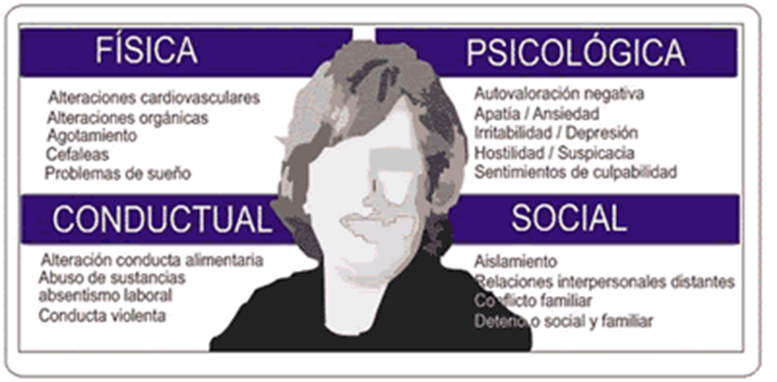 FÍSICA
Alteraciones cardiovasculares
Alteraciones orgánicas
Agotamiento
Cefaleas
Problemas de sueño
PSICOLÓGICA
Autovaloración negativa
Apatía / Ansiedad
Irritabilidad / Depresión
Hostilidad / Suspicacia
Sentimientos de culpabilidad
CONDUCTUAL
Alteración conducta alimentaria
Abuso de sustancias
absentismo laboral
Conducta violenta
SOCIAL
Aislamiento
Relaciones interpersonales distantes
Conflicto familiar
Deterioro social y familiar